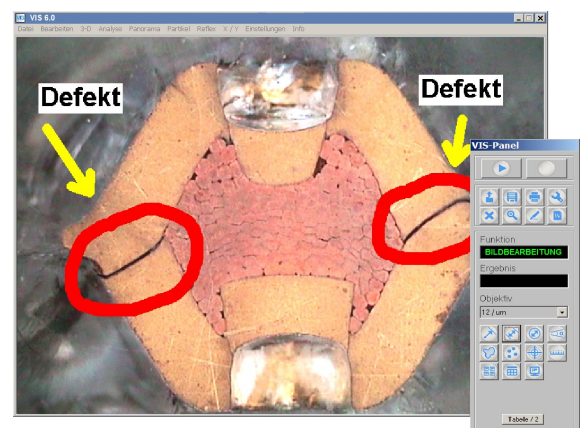 VIS 6.0
Datei Bearbeiten 3-D Analyse Panorama Partikel Reflex X / Y Einstellungen Info
Defekt
Defekt
VIS-Panel
Funktion
BILDBEARBEITUNG
Ergebnis
Objektiv
12 / um
Tabelle / 2